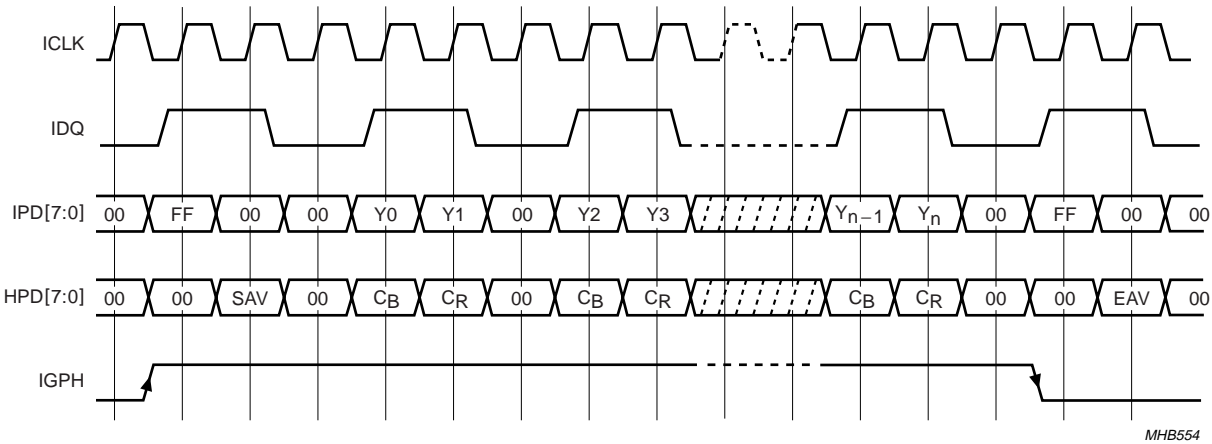 ICLK
IDQ
IPD[7:0] 00 FF 00 00 Y0 Y1 00 Y2 Y3 Yn−1 Yn 00 FF 00 00
HPD[7:0] 00 00 SAV 00 CB CR 00 CB CR CB CR 00 00 EAV 00
IGPH
MHB554